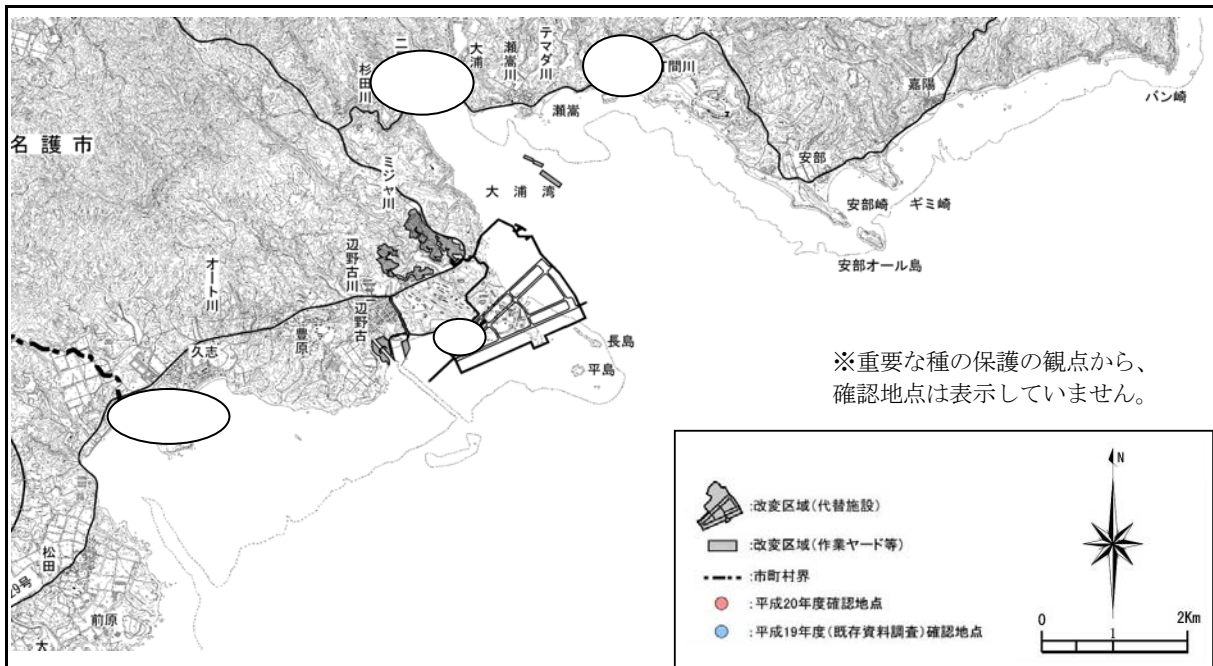 名護市
杉田川
二
大浦
瀬嵩川
テマダ川
瀬嵩
間川
嘉陽
バン崎
安部
安部崎
ギミ崎
安部オール島
大浦湾
ミジャ川
辺野古川
辺野古
オート川
豊原
久志
長島
平島
松田
前原
29号
大
※重要な種の保護の観点から、
確認地点は表示していません。
:改変区域(代替施設)
:改変区域(作業ヤード等)
:市町村界
:平成20年度確認地点
:平成19年度(既存資料調査)確認地点
N
0 1 2Km